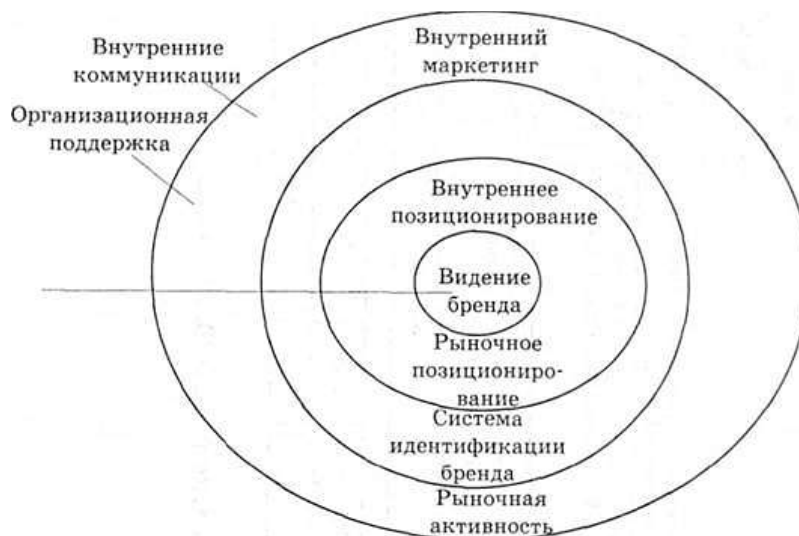 Внутренние
коммуникации
Организационная
поддержка
Внутренний
маркетинг
Внутреннее
позиционирование
Видение
бренда
Рыночное
позициониро-
вание
Система
идентификации
бренда
Рыночная
активность